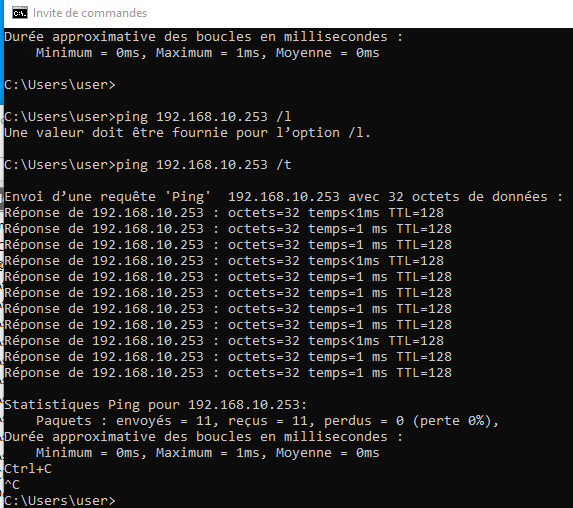 Invite de commandes
Durée approximative des boucles en millisecondes :
    Minimum = 0ms, Maximum = 1ms, Moyenne = 0ms
C:\Users\user>
C:\Users\user>ping 192.168.10.253 /l
Une valeur doit être fournie pour l’option /l.
C:\Users\user>ping 192.168.10.253 /t
Envoi d’une requête 'Ping'  192.168.10.253 avec 32 octets de données :
Réponse de 192.168.10.253 : octets=32 temps<1ms TTL=128
Réponse de 192.168.10.253 : octets=32 temps=1 ms TTL=128
Réponse de 192.168.10.253 : octets=32 temps=1 ms TTL=128
Réponse de 192.168.10.253 : octets=32 temps<1ms TTL=128
Réponse de 192.168.10.253 : octets=32 temps=1 ms TTL=128
Réponse de 192.168.10.253 : octets=32 temps=1 ms TTL=128
Réponse de 192.168.10.253 : octets=32 temps=1 ms TTL=128
Réponse de 192.168.10.253 : octets=32 temps=1 ms TTL=128
Réponse de 192.168.10.253 : octets=32 temps<1ms TTL=128
Réponse de 192.168.10.253 : octets=32 temps=1 ms TTL=128
Réponse de 192.168.10.253 : octets=32 temps=1 ms TTL=128
Statistiques Ping pour 192.168.10.253:
    Paquets : envoyés = 11, reçus = 11, perdus = 0 (perte 0%),
Durée approximative des boucles en millisecondes :
    Minimum = 0ms, Maximum = 1ms, Moyenne = 0ms
Ctrl+C
^C
C:\Users\user>